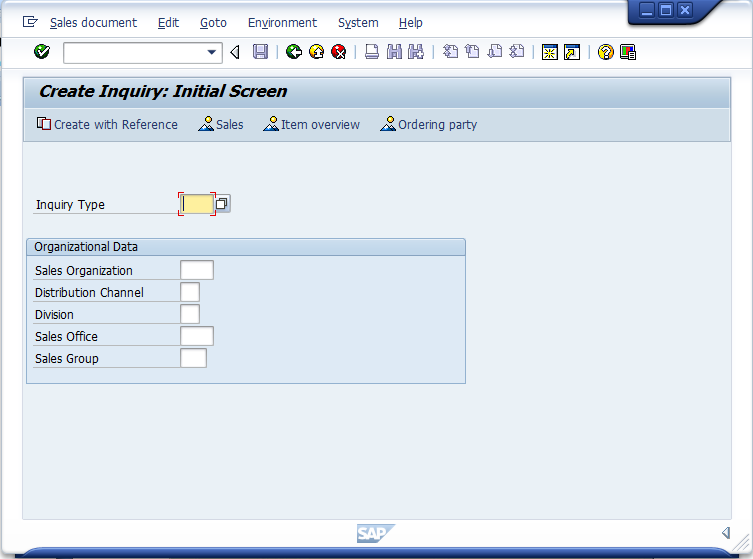 Sales document Edit Goto Environment System Help
Create Inquiry: Initial Screen
Create with Reference Sales Item overview Ordering party
Inquiry Type
Organizational Data
Sales Organization
Distribution Channel
Division
Sales Office
Sales Group
SAP